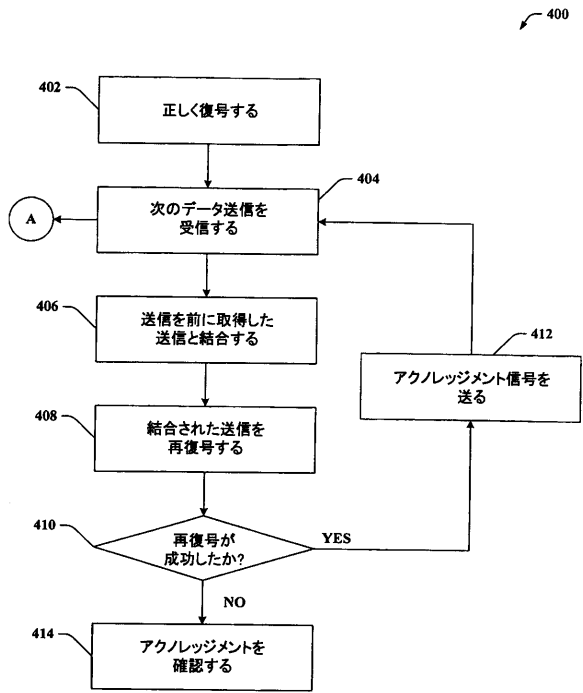 400
402
正しく復号する
404
A
次のデータ送信を
受信する
406
送信を前に取得した
送信と結合する
412
アクノレッジメント信号を
送る
408
結合された送信を
再復号する
410
再復号が
成功したか?
YES
NO
414
アクノレッジメントを
確認する